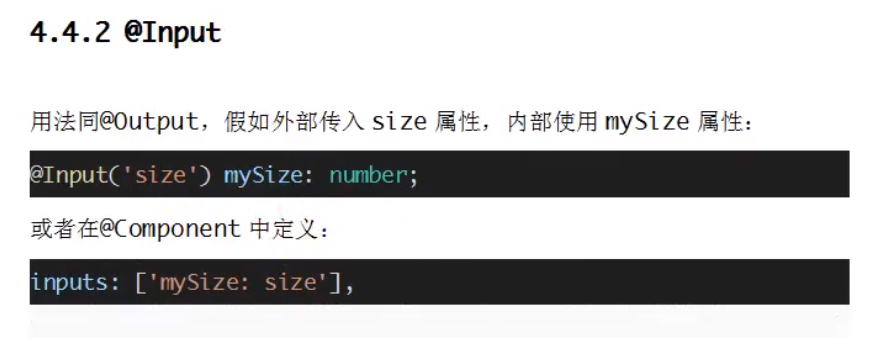 4.4.2 @Input
用法同@Output，假如外部传入 size 属性，内部使用 mySize 属性：
@Input('size') mySize: number;
或者在@Component 中定义：
inputs: ['mySize: size'],